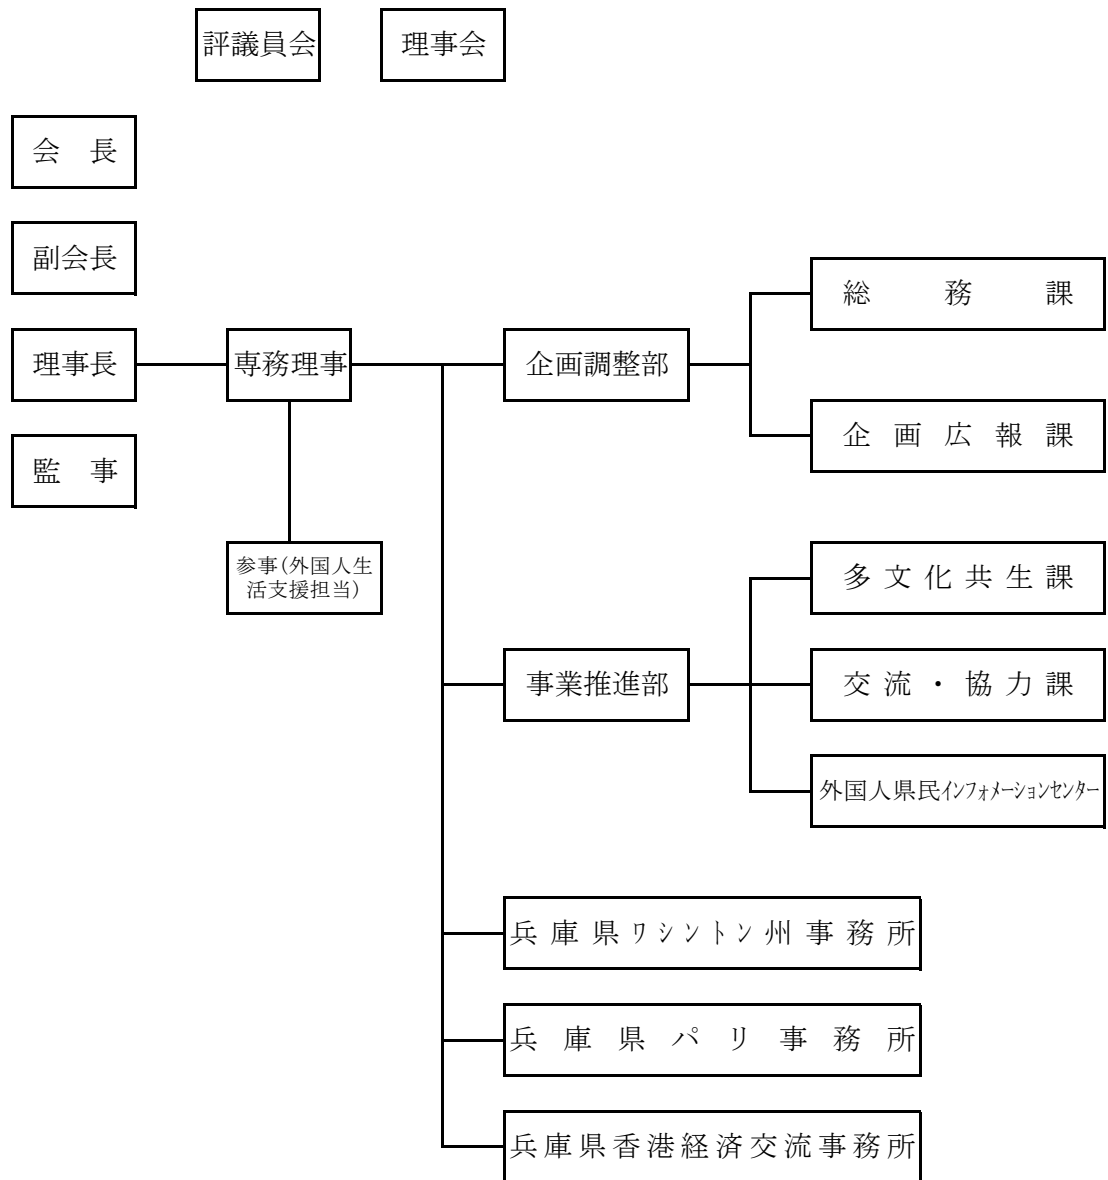 評議員会
理事会
会長
副会長
理事長
監事
専務理事
参事(外国人生
活支援担当)
企画調整部
総務課
企画広報課
事業推進部
多文化共生課
交流・協力課
外国人県民ｲﾝﾌｫﾒｰｼｮﾝｾﾝﾀｰ
兵庫県ﾜｼﾝﾄﾝ州事務所
兵庫県パリ事務所
兵庫県香港経済交流事務所